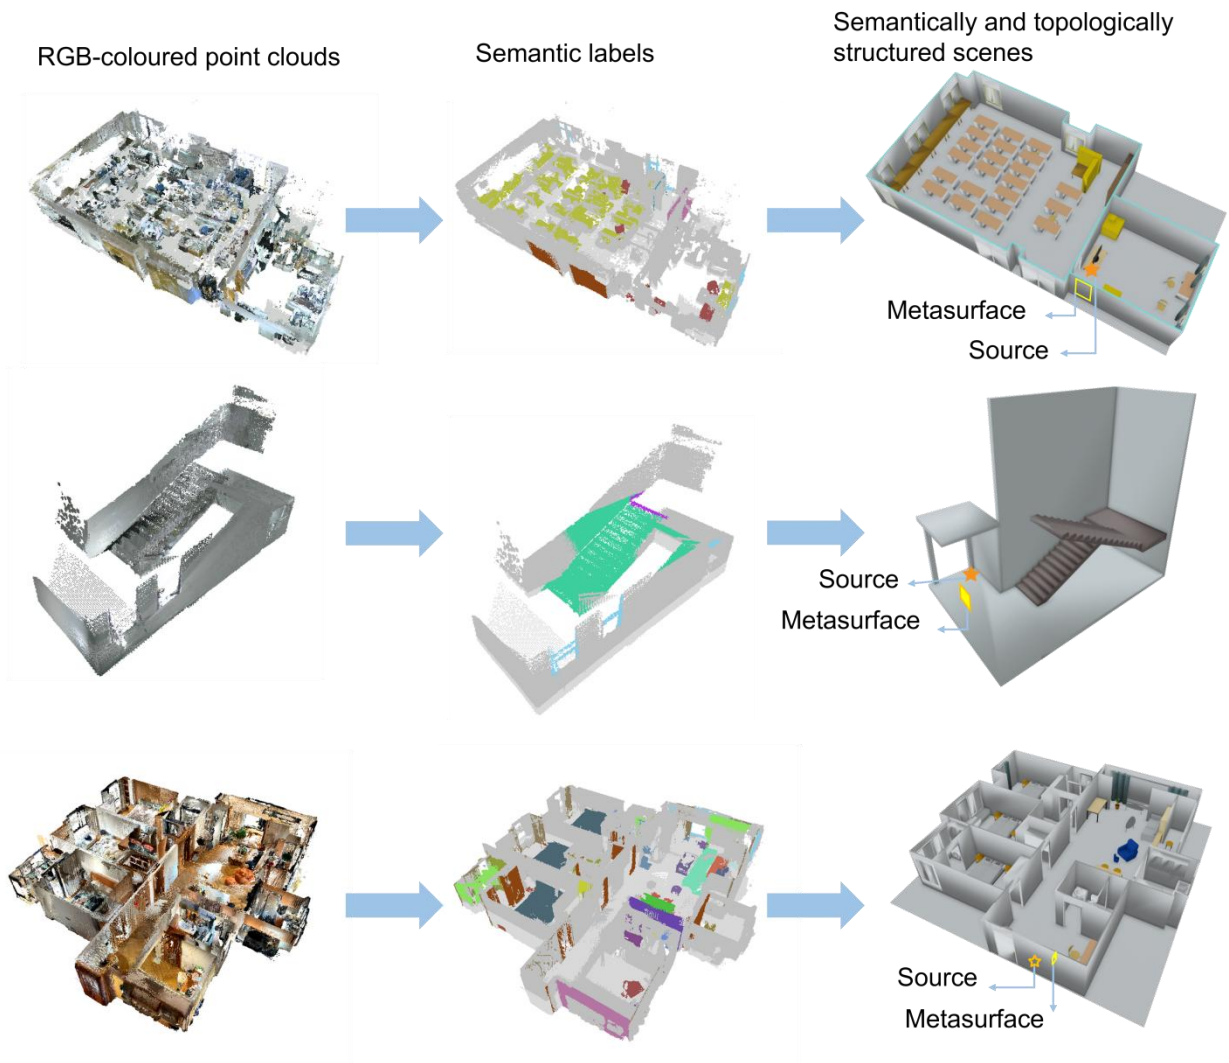 RGB-coloured point clouds
Semantic labels
Semantically and topologically
structured scenes
Metasurface
Source
Source
Metasurface
Source
Metasurface